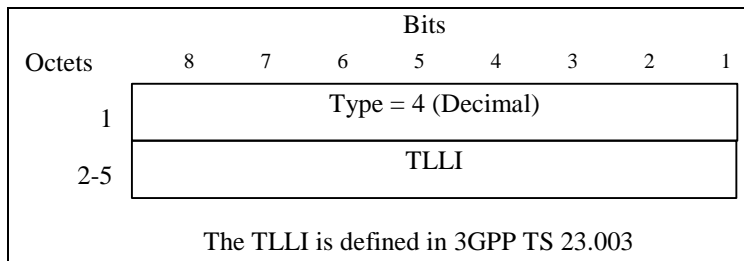 Bits
Octets 8 7 6 5 4 3 2 1
1 Type = 4 (Decimal)
2-5 TLLI
The TLLI is defined in 3GPP TS 23.003